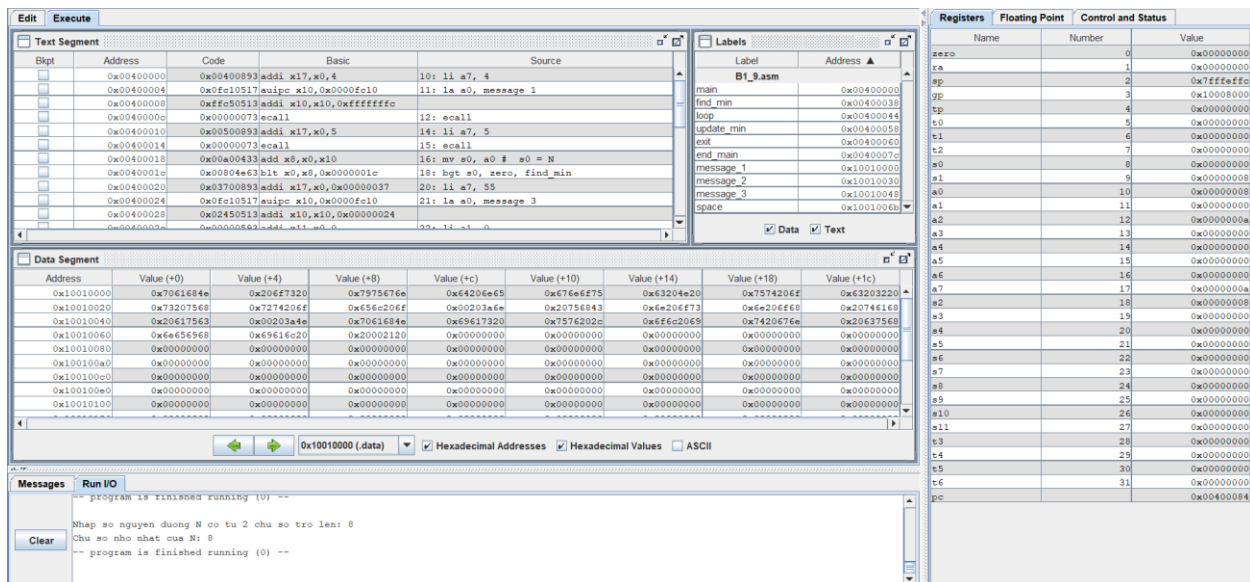 Edit Execute
Text Segment
Bkpt Address Code Basic Source
0x00400000 0x00400893 addi x17,x0,4 10: li a7, 4
0x00400004 0x0fc10517 auipc x10,0x0000fc10 11: la a0, message 1
0x00400008 0xffc50513 addi x10,x10,0xfffffffc
0x0040000c 0x00000073 ecall 12: ecall
0x00400010 0x00500893 addi x17,x0,5 14: li a7, 5
0x00400014 0x00000073 ecall 15: ecall
0x00400018 0x00a00433 add x8,x0,x10 16: mv s0, a0 # s0 = N
0x0040001c 0x00804e63 blt x0,x8,0x0000001c 18: bgt s0, zero, find_min
0x00400020 0x03700893 addi x17,x0,0x00000037 20: li a7, 55
0x00400024 0x0fc10517 auipc x10,0x0000fc10 21: la a0, message 3
0x00400028 0x02450513 addi x10,x10,0x00000024
0x0040002c 0x00000593 addi x11,x0,0 22: li a1, 0
Labels
Label Address ▲
B1_9.asm
main 0x00400000
find_min 0x00400038
loop 0x00400044
update_min 0x00400058
exit 0x00400060
end_main 0x0040007c
message_1 0x10010000
message_2 0x10010030
message_3 0x10010048
space 0x1001006b
Data Text
Data Segment
Address Value (+0) Value (+4) Value (+8) Value (+c) Value (+10) Value (+14) Value (+18) Value (+1c)
0x10010000 0x7061684e 0x206f7320 0x7975676e 0x64206e65 0x676e6f75 0x63204e20 0x7574206f 0x63203220
0x10010020 0x73207568 0x7274206f 0x656c206f 0x00203a6e 0x20756843 0x6e206f73 0x6e206f68 0x20746168
0x10010040 0x20617563 0x00203a4e 0x7061684e 0x69617320 0x7576202c 0x6f6c2069 0x7420676e 0x20637568
0x10010060 0x6e656968 0x69616c20 0x20002120 0x00000000 0x00000000 0x00000000 0x00000000 0x00000000
0x10010080 0x00000000 0x00000000 0x00000000 0x00000000 0x00000000 0x00000000 0x00000000 0x00000000
0x100100a0 0x00000000 0x00000000 0x00000000 0x00000000 0x00000000 0x00000000 0x00000000 0x00000000
0x100100c0 0x00000000 0x00000000 0x00000000 0x00000000 0x00000000 0x00000000 0x00000000 0x00000000
0x100100e0 0x00000000 0x00000000 0x00000000 0x00000000 0x00000000 0x00000000 0x00000000 0x00000000
0x10010100 0x00000000 0x00000000 0x00000000 0x00000000 0x00000000 0x00000000 0x00000000 0x00000000
0x10010000 (.data) Hexadecimal Addresses Hexadecimal Values ASCII
Messages Run I/O
-- program is finished running (0) --
Nhap so nguyen duong N co tu 2 chu so tro len: 8
Chu so nho nhat cua N: 8
-- program is finished running (0) --
Clear
Registers Floating Point Control and Status
Name Number Value
zero 0 0x00000000
ra 1 0x00000000
sp 2 0x7fffeffc
gp 3 0x10008000
tp 4 0x00000000
t0 5 0x00000000
t1 6 0x00000000
t2 7 0x00000000
s0 8 0x00000000
s1 9 0x00000008
a0 10 0x00000008
a1 11 0x00000000
a2 12 0x0000000a
a3 13 0x00000000
a4 14 0x00000000
a5 15 0x00000000
a6 16 0x00000000
a7 17 0x0000000a
s2 18 0x00000008
s3 19 0x00000000
s4 20 0x00000000
s5 21 0x00000000
s6 22 0x00000000
s7 23 0x00000000
s8 24 0x00000000
s9 25 0x00000000
s10 26 0x00000000
s11 27 0x00000000
t3 28 0x00000000
t4 29 0x00000000
t5 30 0x00000000
t6 31 0x00000000
pc 0x00400084